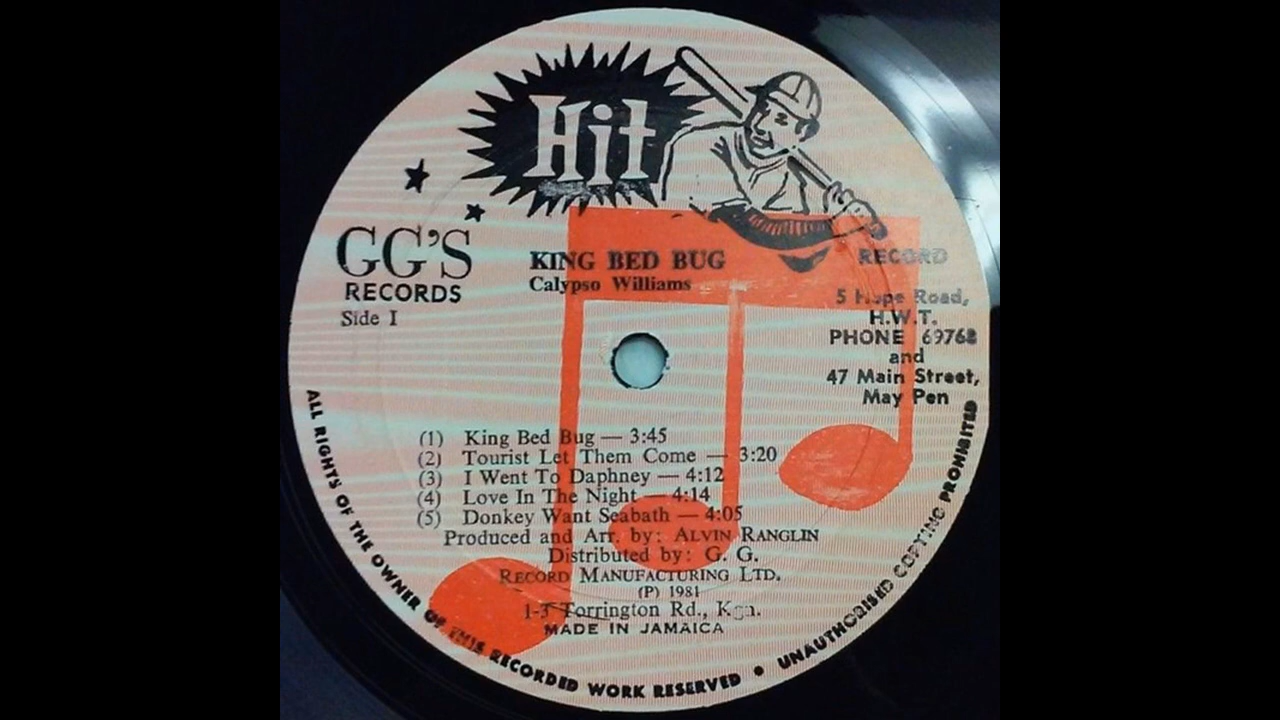 Hit
GG'S
RECORDS
Side I
KING BED BUG
Calypso Williams
RECORD
5 Hope Road,
H.W.T.
PHONE 69768
and
47 Main Street,
May Pen
(1) King Bed Bug — 3:45
(2) Tourist Let Them Come — 3:20
(3) I Went To Daphney — 4:12
(4) Love In The Night — 4:14
(5) Donkey Want Seabath — 4:05
Produced and Arr. by: ALVIN RANGLIN
Distributed by: G. G.
RECORD MANUFACTURING LTD.
(P) 1981
1-3 Torrington Rd., Kgn.
MADE IN JAMAICA
ALL RIGHTS OF THE OWNER OF THIS RECORDED WORK RESERVED • UNAUTHORISED COPYING PROHIBITED